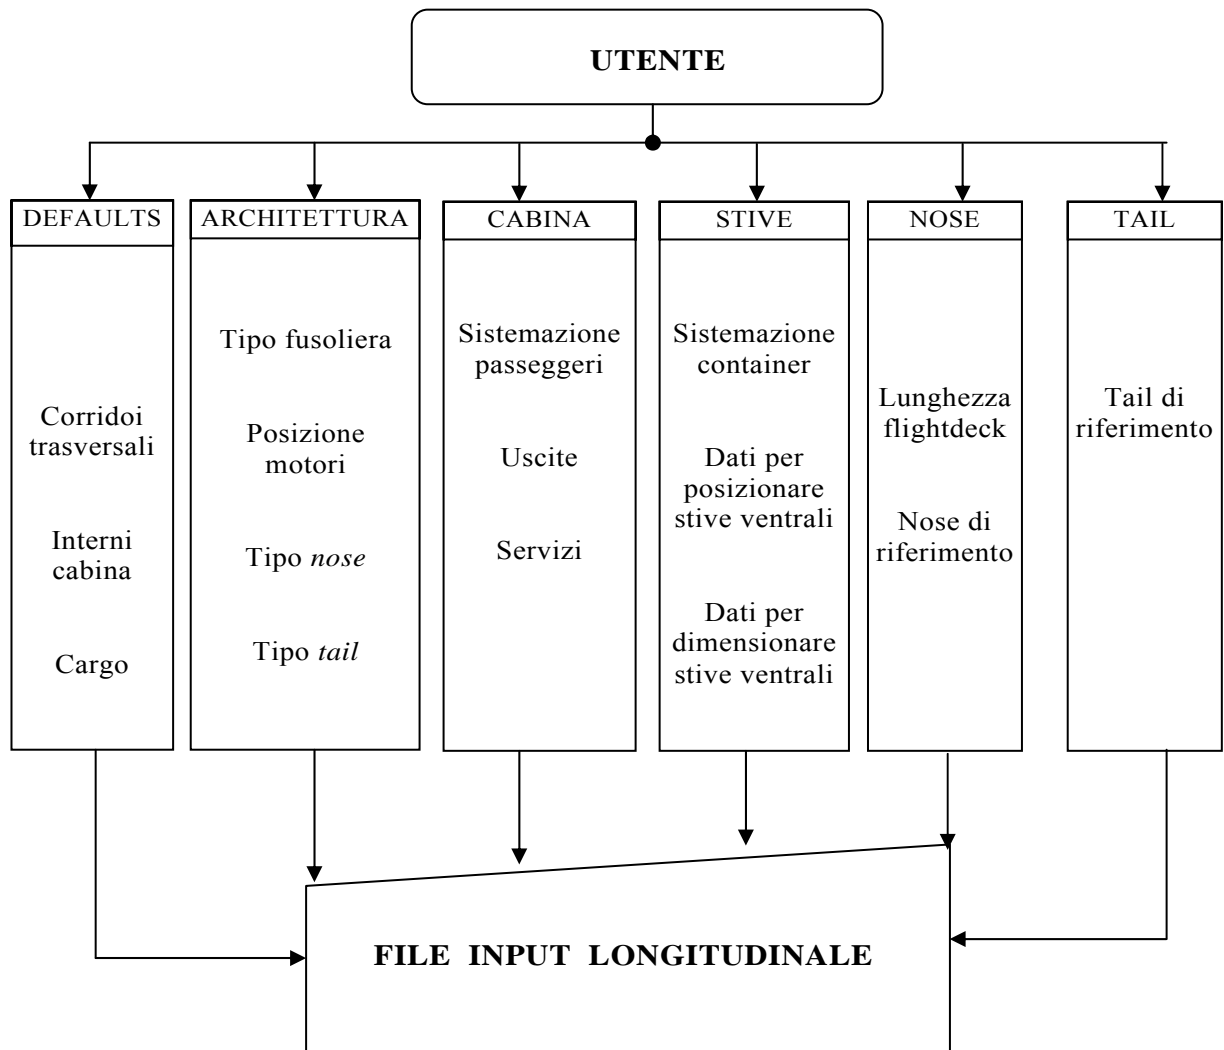 UTENTE
DEFAULTS
Corridoi
trasversali
Interni
cabina
Cargo
ARCHITETTURA
Tipo fusoliera
Posizione
motori
Tipo nose
Tipo tail
CABINA
Sistemazione
passeggeri
Uscite
Servizi
STIVE
Sistemazione
container
Dati per
posizionare
stive ventrali
Dati per
dimensionare
stive ventrali
NOSE
Lunghezza
flightdeck
Nose di
riferimento
TAIL
Tail di
riferimento
FILE INPUT LONGITUDINALE